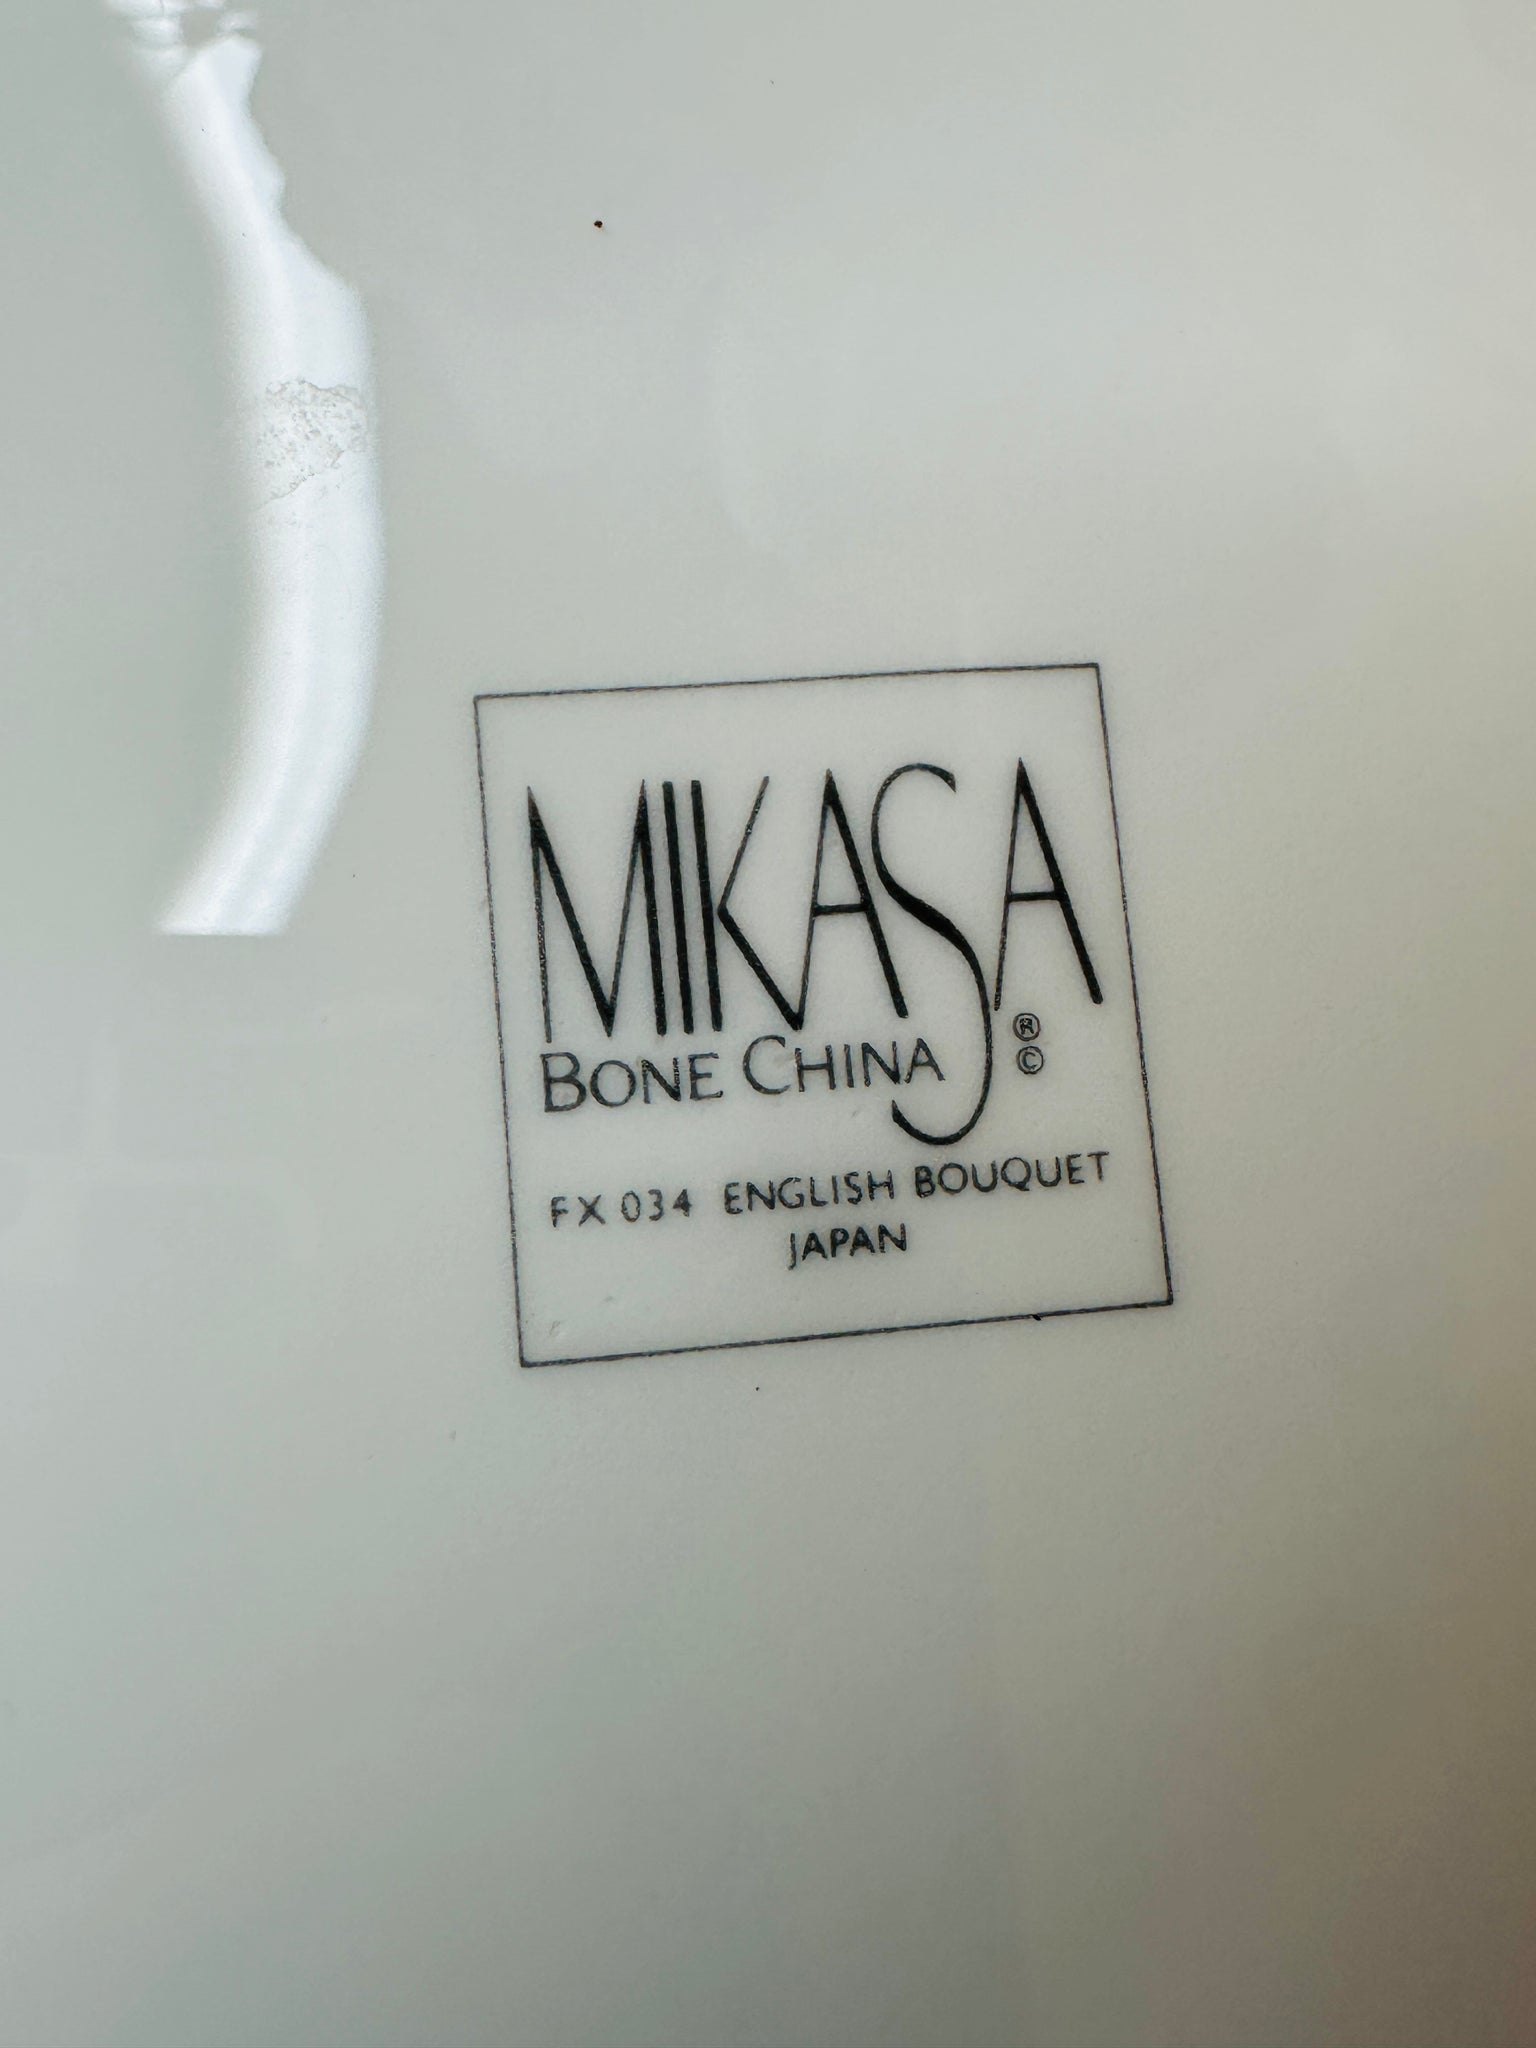 MIKASA
BONE CHINA ® ©
FX 034 ENGLISH BOUQUET
JAPAN